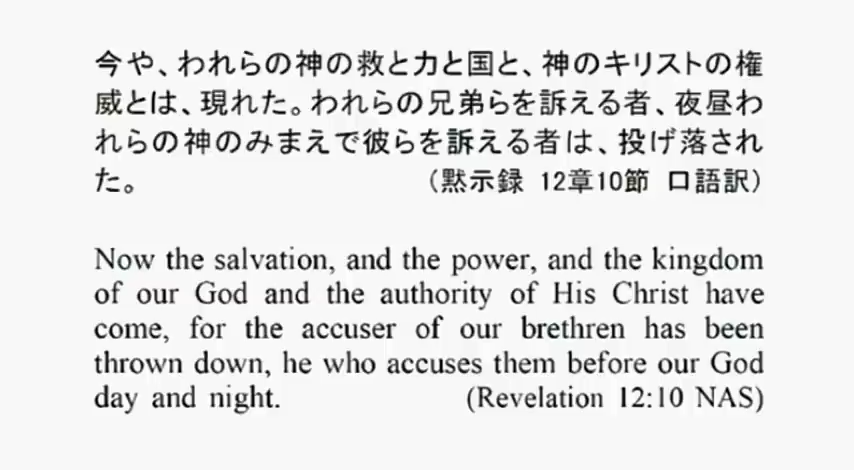 今や、われらの神の救と力と国と、神のキリストの権
威とは、現れた。われらの兄弟らを訴える者、夜昼わ
れらの神のみまえで彼らを訴える者は、投げ落され
た。 （黙示録 12章10節 口語訳）
Now the salvation, and the power, and the kingdom
of our God and the authority of His Christ have
come, for the accuser of our brethren has been
thrown down, he who accuses them before our God
day and night. (Revelation 12:10 NAS)